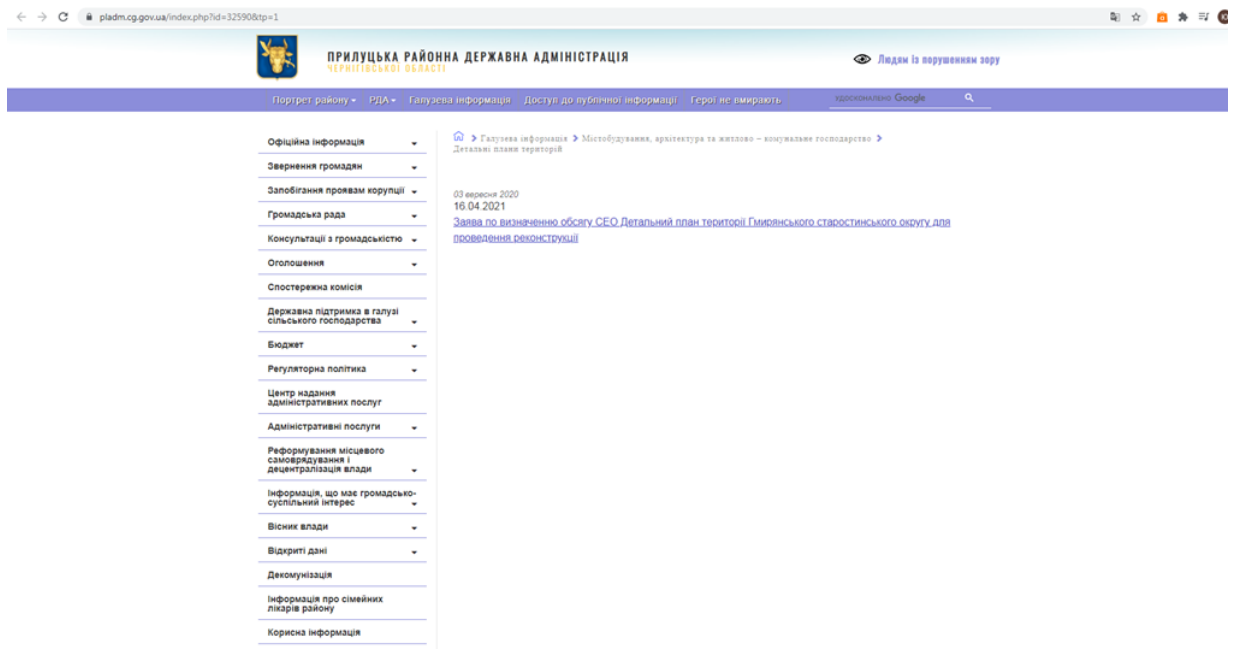 pladm.cg.gov.ua/index.php?id=32590&tp=1
ПРИЛУЦЬКА РАЙОННА ДЕРЖАВНА АДМІНІСТРАЦІЯ
ЧЕРНІГІВСЬКОЇ ОБЛАСТІ
Людям із порушенням зору
Портрет району РДА Галузева інформація Доступ до публічної інформації Герої не вмирають
вдосконалено Google
Галузева інформація Містобудування, архітектура та житлово – комунальне господарство
Детальні плани територій
03 вересня 2020
16.04.2021
Заява по визначенню обсягу СЕО Детальний план території Гмирянського старостинського округу для
проведення реконструкції
Офіційна інформація
Звернення громадян
Запобігання проявам корупції
Громадська рада
Консультації з громадськістю
Оголошення
Спостережна комісія
Державна підтримка в галузі
сільського господарства
Бюджет
Регуляторна політика
Центр надання
адміністративних послуг
Адміністративні послуги
Реформування місцевого
самоврядування і
децентралізація влади
Інформація, що має громадсько-
суспільний інтерес
Вісник влади
Відкриті дані
Декомунізація
Інформація про сімейних
лікарів району
Корисна інформація